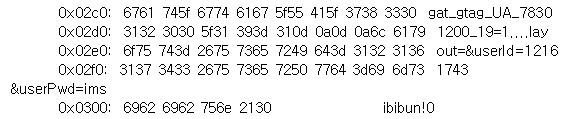 0x02c0: 6761 745f 6774 6167 5f55 415f 3738 3330 gat_gtag_UA_7830
0x02d0: 3132 3030 5f31 393d 310d 0a0d 0a6c 6179 1200_19=1....lay
0x02e0: 6f75 743d 2675 7365 7249 643d 3132 3136 out=&userId=1216
0x02f0: 3137 3433 2675 7365 7250 7764 3d69 6d73 1743
&userPwd=ims
0x0300: 6962 6962 756e 2130 ibibun!0